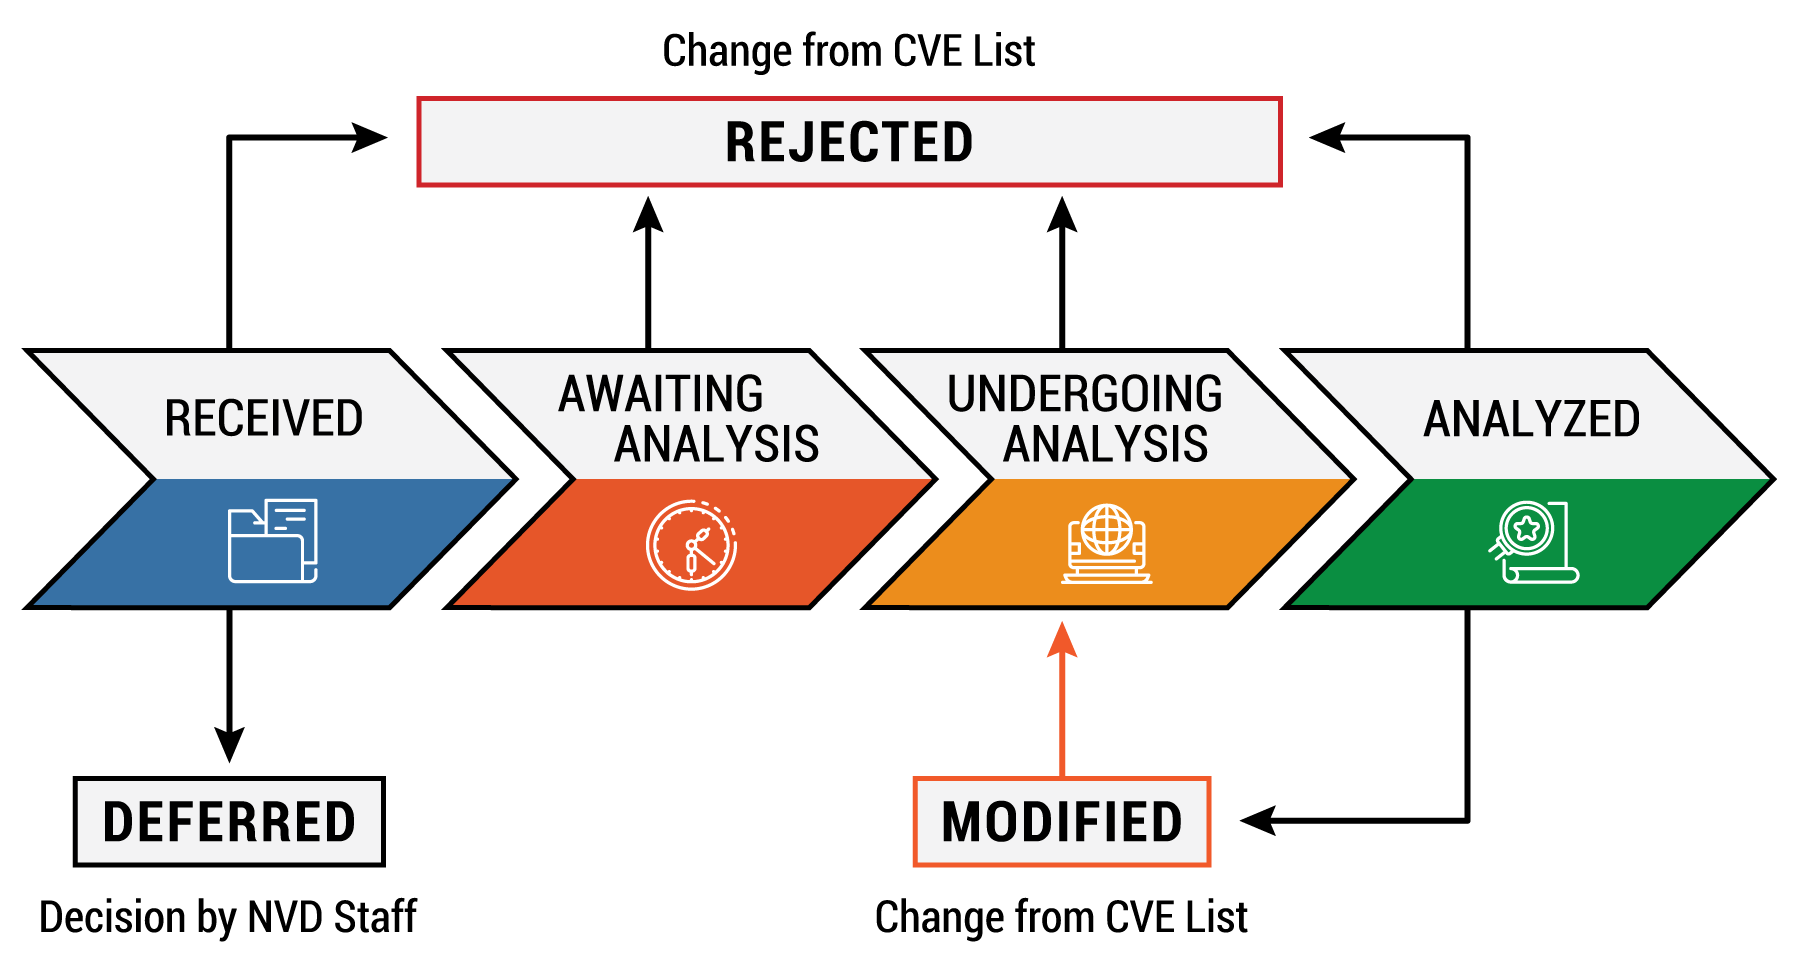 Change from CVE List
REJECTED
RECEIVED
AWAITING
ANALYSIS
UNDERGOING
ANALYSIS
ANALYZED
DEFERRED
Decision by NVD Staff
MODIFIED
Change from CVE List